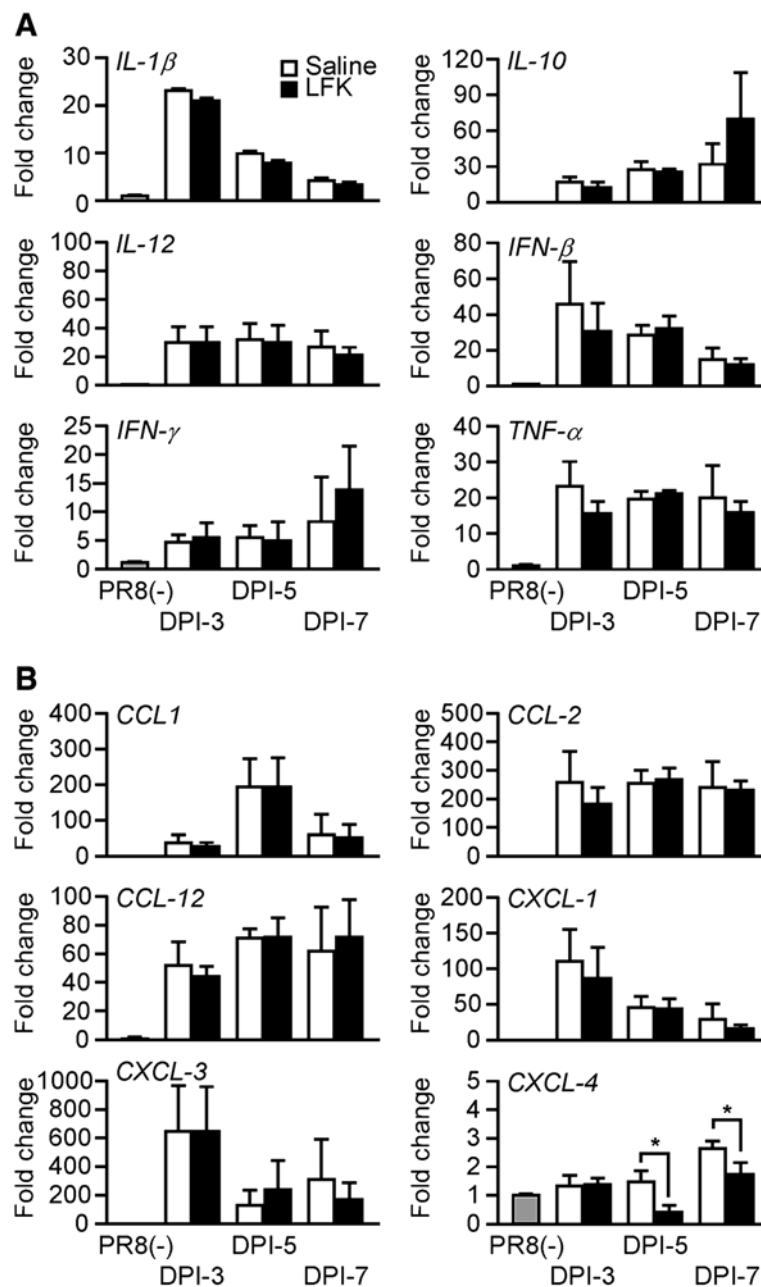 A
IL-1β
Saline
LFK
Fold change
30
20
10
0
IL-10
Fold change
120
90
60
30
0
IL-12
Fold change
100
80
60
40
20
0
IFN-β
Fold change
80
60
40
20
0
IFN-γ
Fold change
25
20
15
10
5
0
PR8(-) DPI-5
DPI-3 DPI-7
TNF-α
Fold change
40
30
20
10
0
PR8(-) DPI-5
DPI-3 DPI-7
B
CCL1
Fold change
400
300
200
100
0
CCL-2
Fold change
500
400
300
200
100
0
CCL-12
Fold change
100
80
60
40
20
0
CXCL-1
Fold change
200
150
100
50
0
CXCL-3
Fold change
1000
800
600
400
200
0
PR8(-) DPI-5
DPI-3 DPI-7
CXCL-4
Fold change
5
4
3
2
1
0
*
*
PR8(-) DPI-5
DPI-3 DPI-7